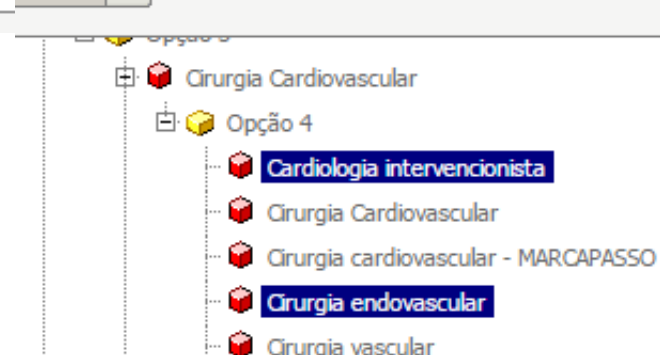 Cirurgia Cardiovascular
Opção 4
Cardiologia intervencionista
Cirurgia Cardiovascular
Cirurgia cardiovascular - MARCAPASSO
Cirurgia endovascular
Cirurgia vascular